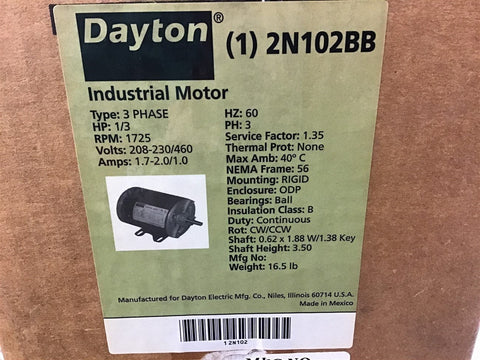 Dayton® (1) 2N102BB
Industrial Motor
Type: 3 PHASE
HP: 1/3
RPM: 1725
Volts: 208-230/460
Amps: 1.7-2.0/1.0
HZ: 60
PH: 3
Service Factor: 1.35
Thermal Prot: None
Max Amb: 40° C
NEMA Frame: 56
Mounting: RIGID
Enclosure: ODP
Bearings: Ball
Insulation Class: B
Duty: Continuous
Rot: CW/CCW
Shaft: 0.62 x 1.88 W/1.38 Key
Shaft Height: 3.50
Mfg No:
Weight: 16.5 lb
Manufactured for Dayton Electric Mfg. Co., Niles, Illinois 60714 U.S.A.
Made in Mexico
1 2N102